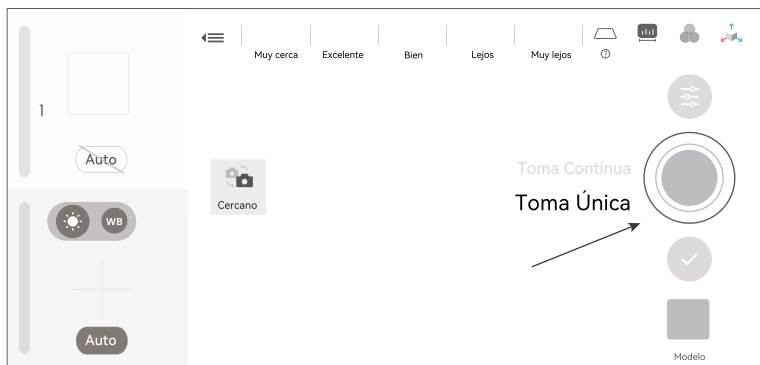 Muy cerca
Excelente
Bien
Lejos
Muy lejos
?
1
Auto
Toma Continua
Cercano
Toma Única
WB
Auto
Modelo